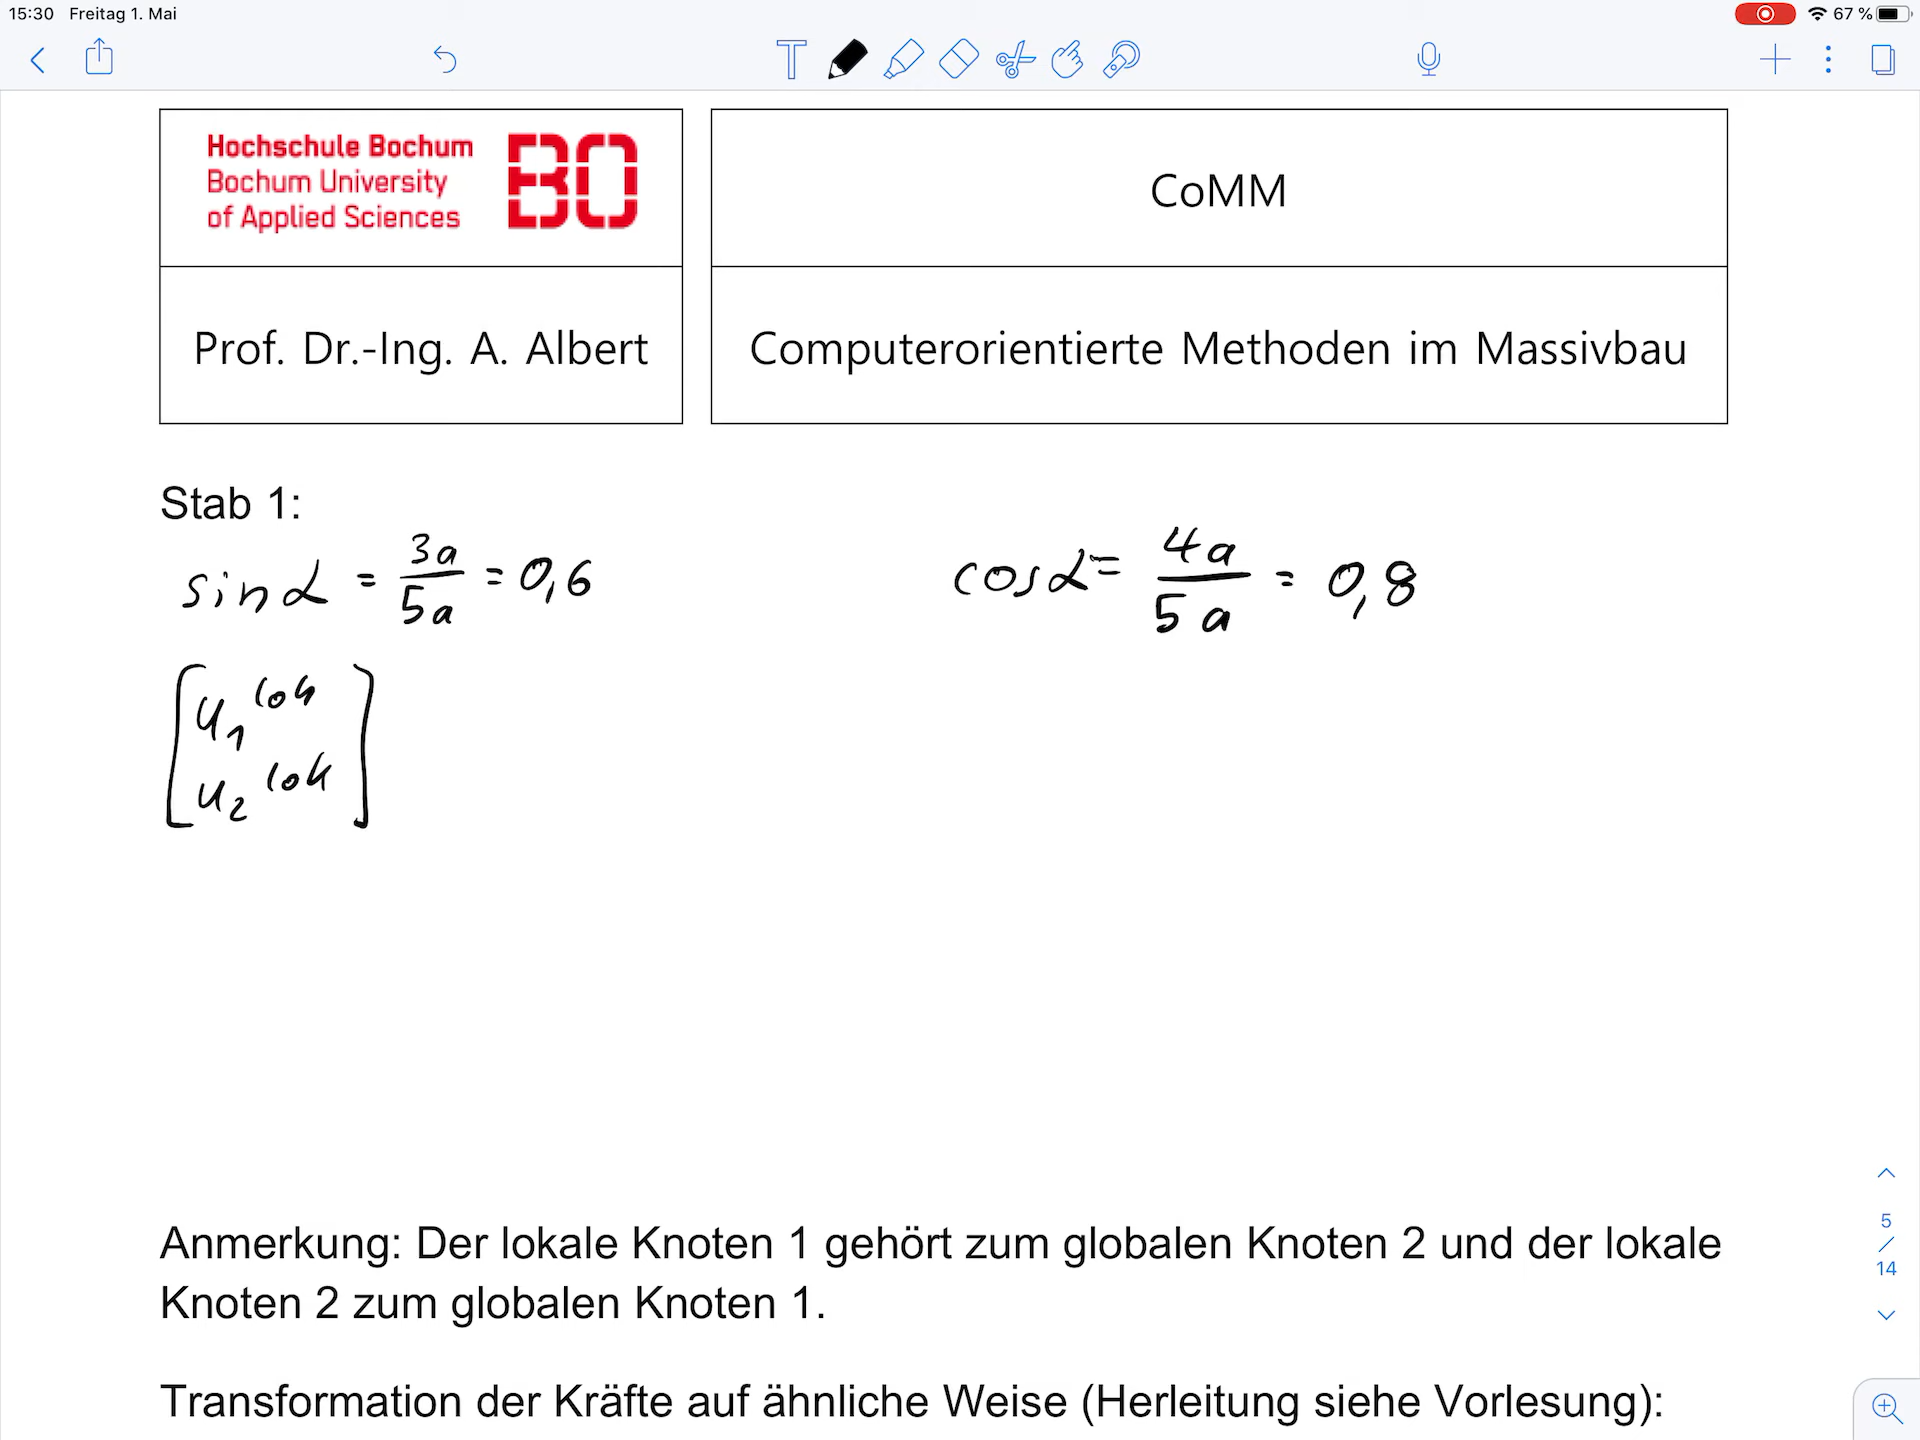 15:30 Freitag 1. Mai 67 %
Hochschule Bochum
Bochum University
of Applied Sciences
BO
CoMM
Prof. Dr.-Ing. A. Albert
Computerorientierte Methoden im Massivbau
Stab 1:
sin α = 3a/5a = 0,6
cos α = 4a/5a = 0,8
u₁ lok
u₂ lok
Anmerkung: Der lokale Knoten 1 gehört zum globalen Knoten 2 und der lokale
Knoten 2 zum globalen Knoten 1.
5
/
14
Transformation der Kräfte auf ähnliche Weise (Herleitung siehe Vorlesung):